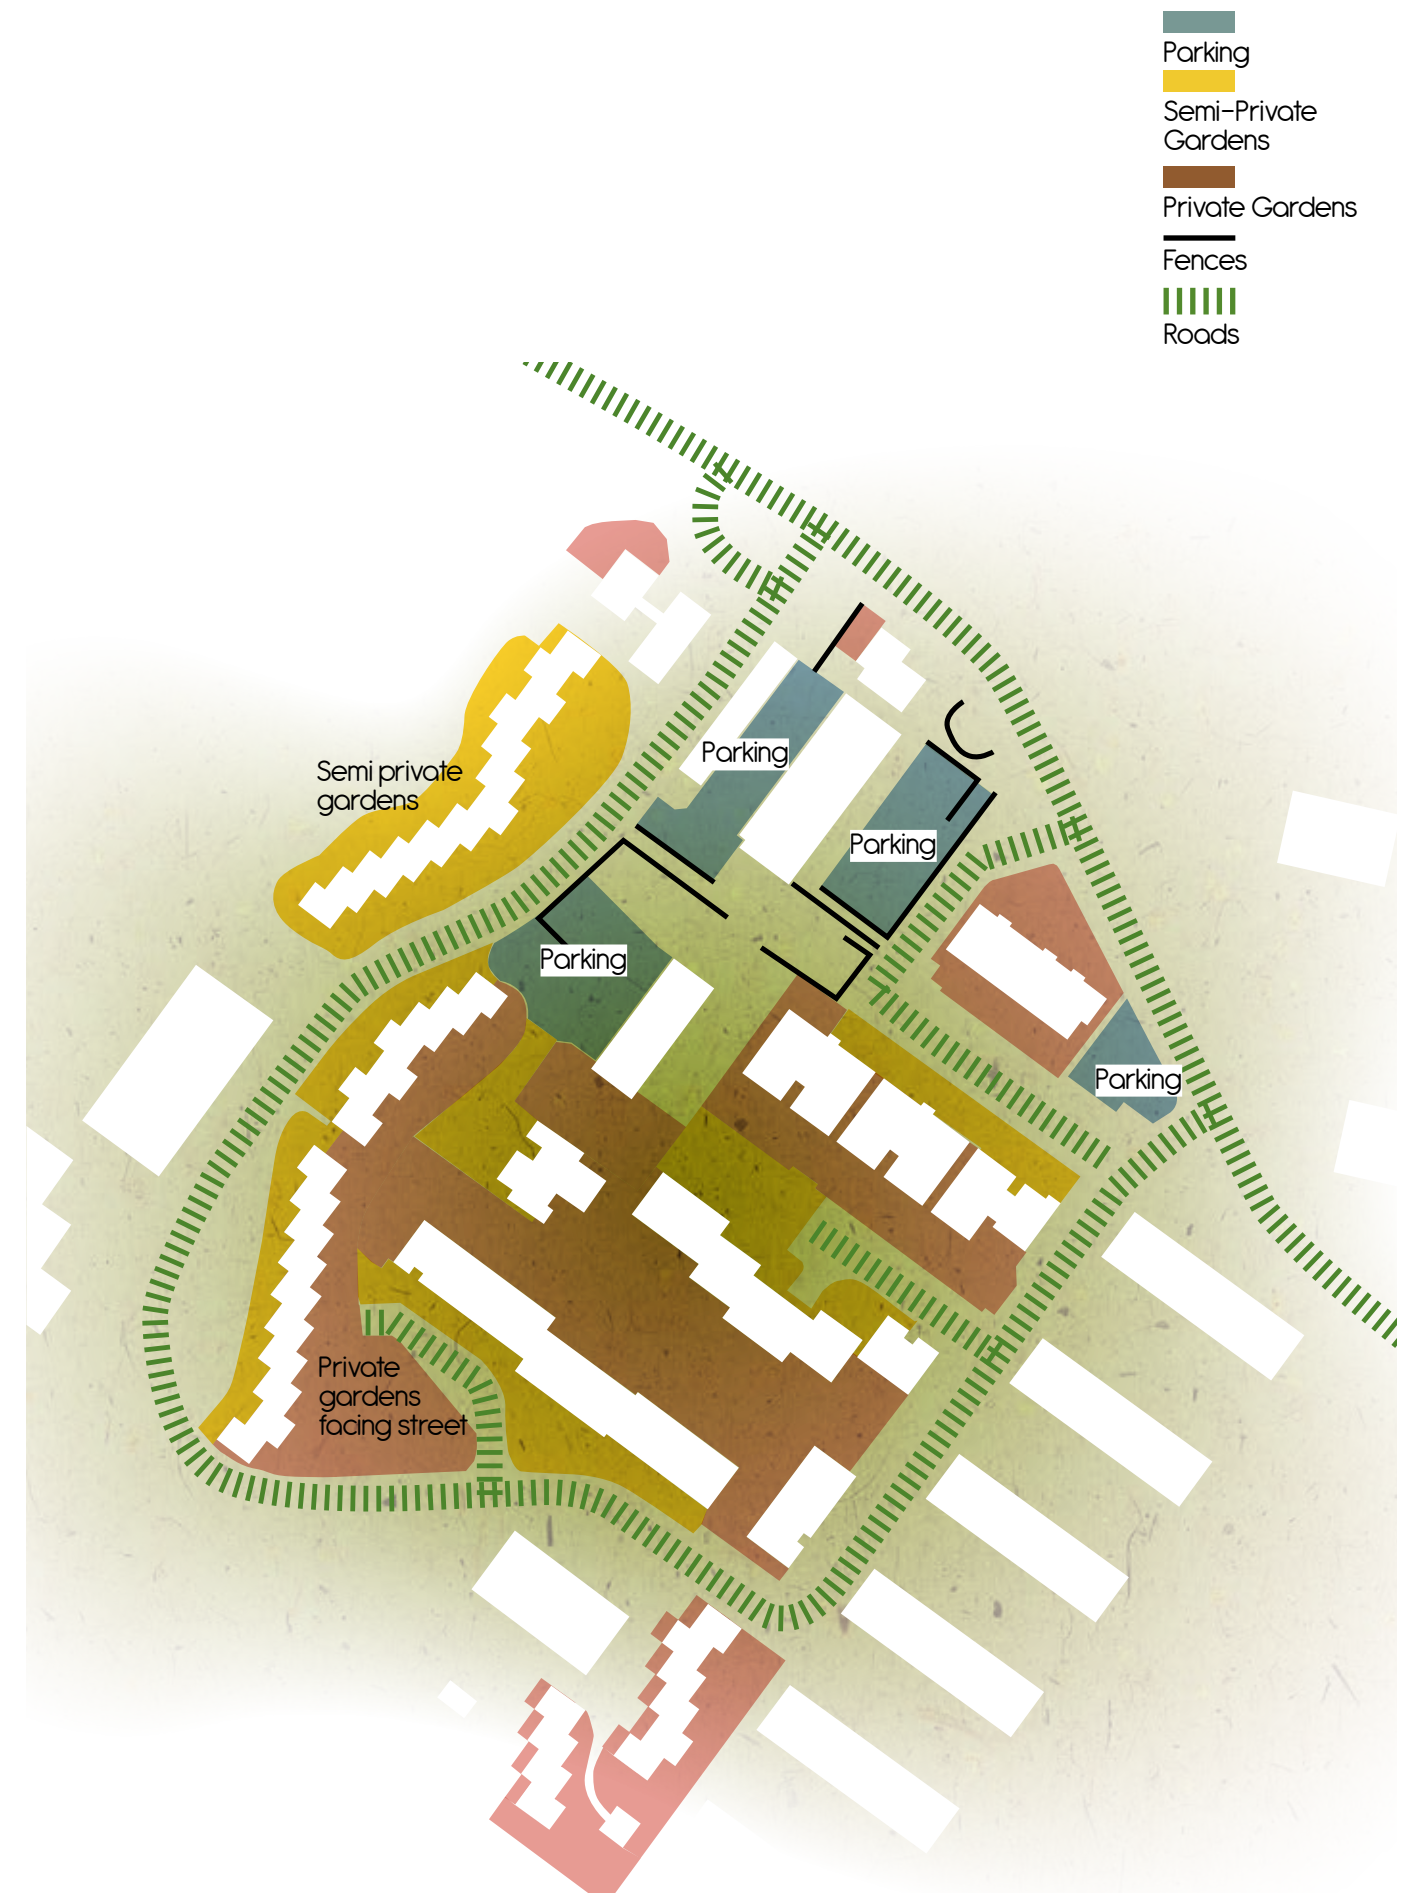 Parking
Semi-Private
Gardens
Private Gardens
Fences
Roads
Parking
Semi private
gardens
Parking
Parking
Parking
Private
gardens
facing street